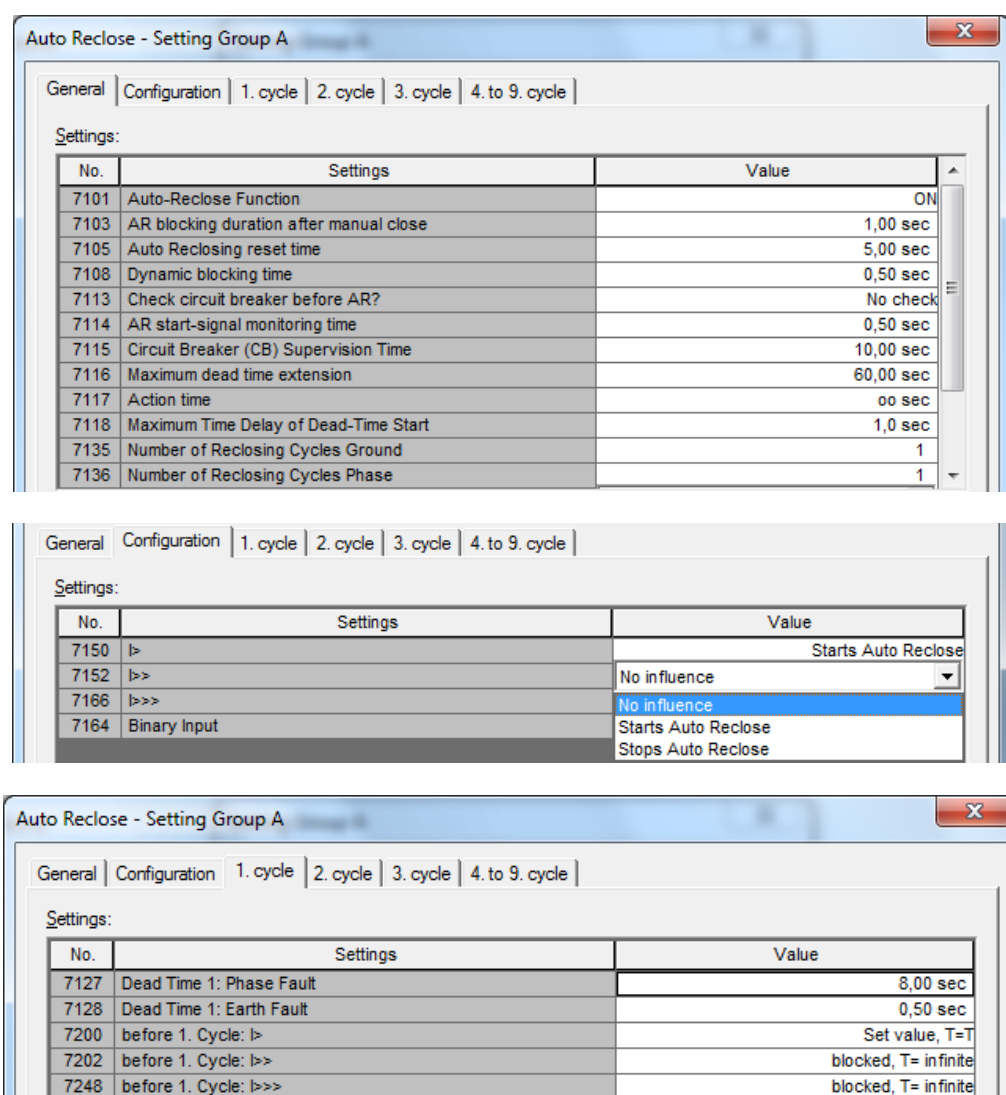 Auto Reclose - Setting Group A
General Configuration 1. cycle 2. cycle 3. cycle 4. to 9. cycle
Settings:
No. Settings Value
7101 Auto-Reclose Function ON
7103 AR blocking duration after manual close 1,00 sec
7105 Auto Reclosing reset time 5,00 sec
7108 Dynamic blocking time 0,50 sec
7113 Check circuit breaker before AR? No check
7114 AR start-signal monitoring time 0,50 sec
7115 Circuit Breaker (CB) Supervision Time 10,00 sec
7116 Maximum dead time extension 60,00 sec
7117 Action time oo sec
7118 Maximum Time Delay of Dead-Time Start 1,0 sec
7135 Number of Reclosing Cycles Ground 1
7136 Number of Reclosing Cycles Phase 1
General Configuration 1. cycle 2. cycle 3. cycle 4. to 9. cycle
Settings:
No. Settings Value
7150 I> Starts Auto Reclose
7152 I>> No influence
7166 I>>> No influence
7164 Binary Input Starts Auto Reclose
Stops Auto Reclose
Auto Reclose - Setting Group A
General Configuration 1. cycle 2. cycle 3. cycle 4. to 9. cycle
Settings:
No. Settings Value
7127 Dead Time 1: Phase Fault 8,00 sec
7128 Dead Time 1: Earth Fault 0,50 sec
7200 before 1. Cycle: I> Set value, T=T
7202 before 1. Cycle: I>> blocked, T= infinite
7248 before 1. Cycle: I>>> blocked, T= infinite